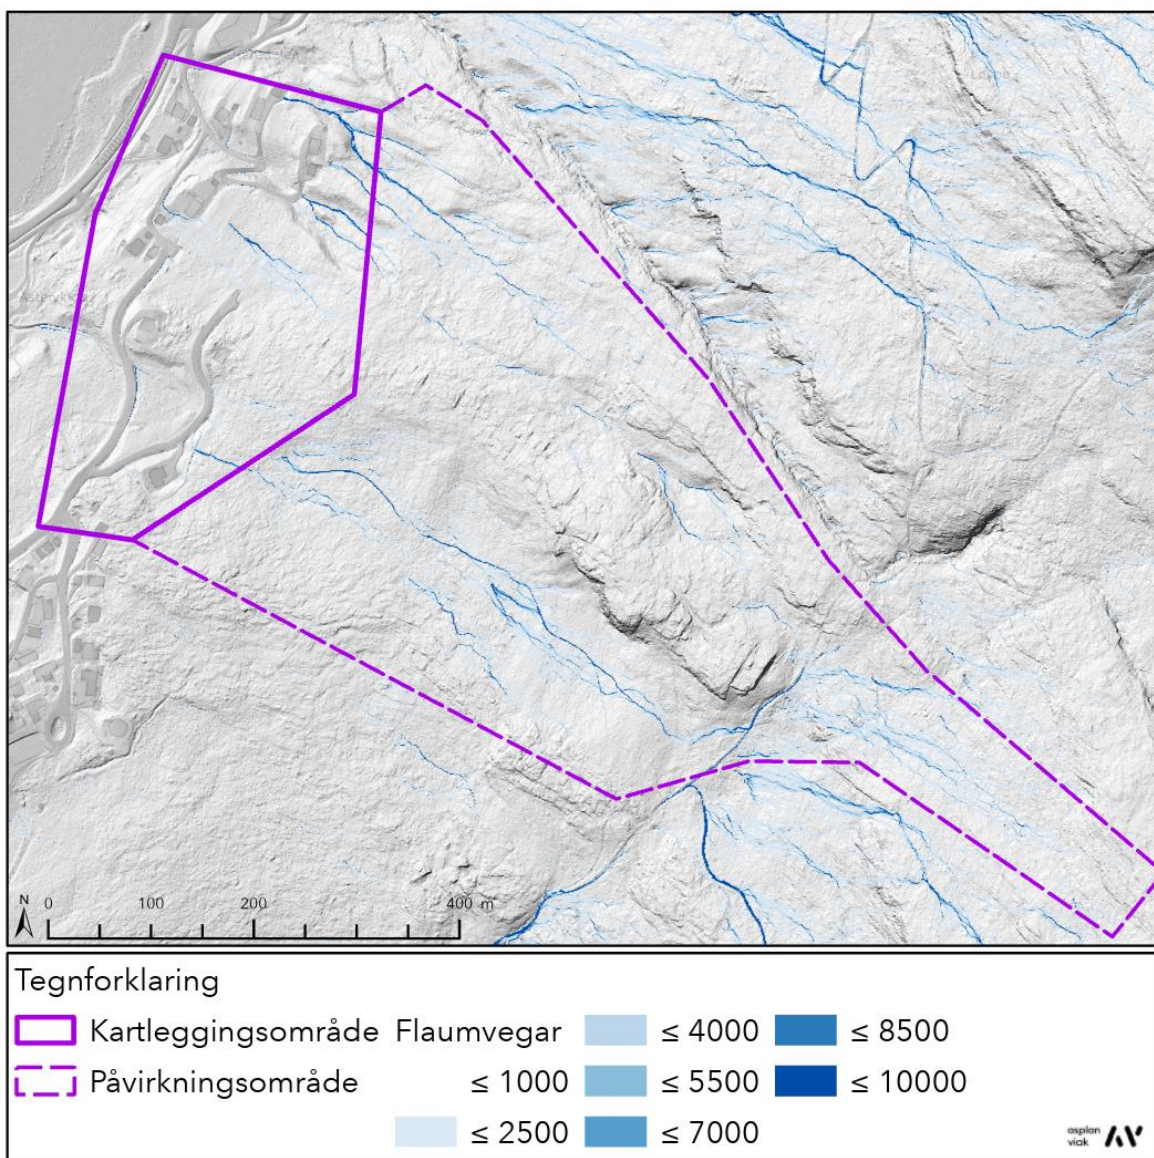 N
0 100 200 400 m
Tegnforklaring
Kartleggingsområde
Påvirkningsområde
Flaumvegar
≤ 1000
≤ 2500
≤ 4000
≤ 5500
≤ 7000
≤ 8500
≤ 10000
asplan
viak